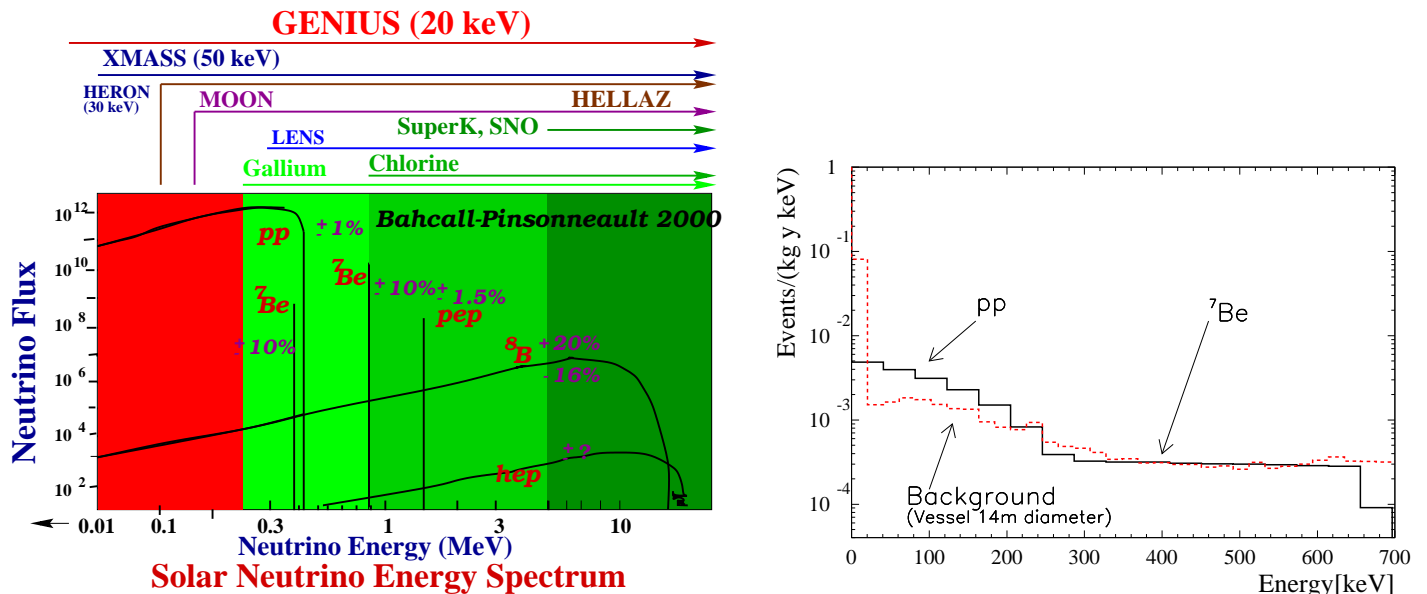 GENIUS (20 keV)
XMASS (50 keV)
HERON
(30 keV)
MOON
HELLAZ
SuperK, SNO
LENS
Gallium
Chlorine
Bahcall-Pinsonneault 2000
Neutrino Flux
10^12
10^10
10^8
10^6
10^4
10^2
pp
± 1%
7Be
± 10%
7Be
± 10%
± 1.5%
pep
8B
+20%
-16%
hep
± ?
0.01
0.1
0.3
1
3
10
Neutrino Energy (MeV)
Solar Neutrino Energy Spectrum
Events/(kg y keV)
1
10^-1
10^-2
10^-3
10^-4
pp
7Be
Background
(Vessel 14m diameter)
0
100
200
300
400
500
600
700
Energy[keV]